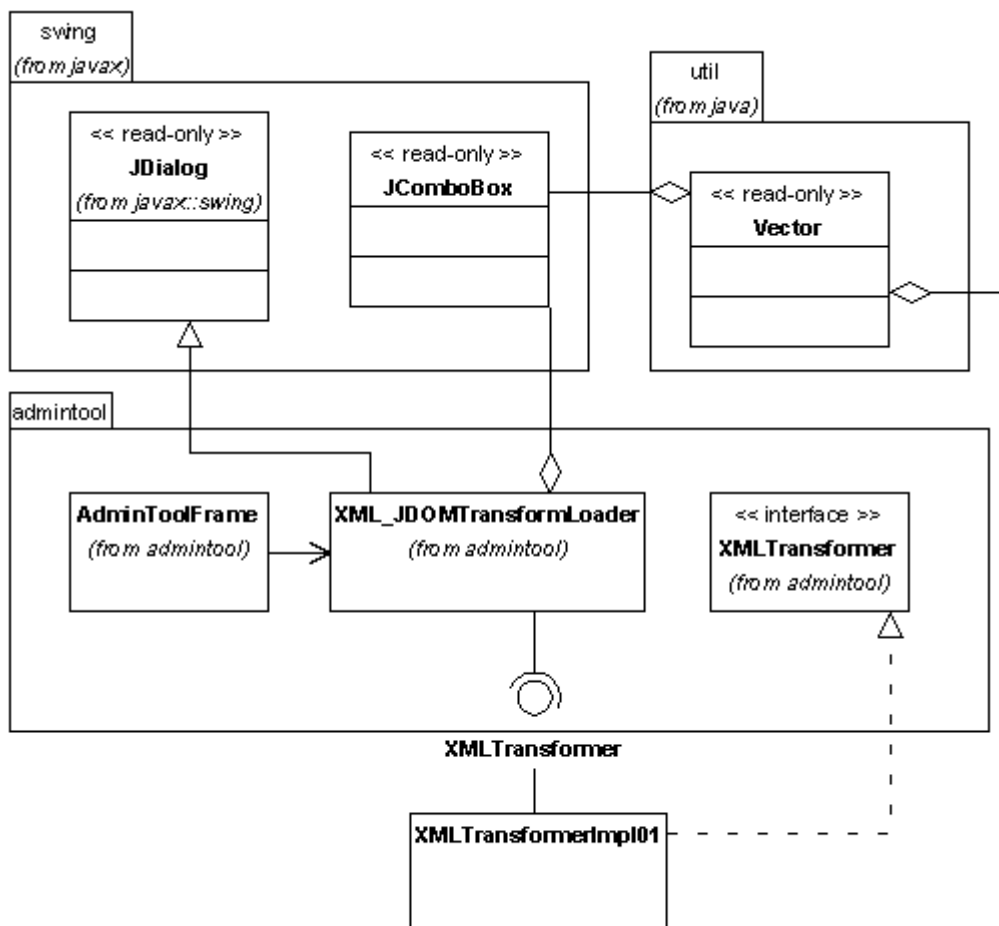 swing
(from javax)
util
(from java)
<< read-only >>
JDialog
(from javax::swing)
<< read-only >>
JComboBox
<< read-only >>
Vector
admintool
AdminToolFrame
(from admintool)
XML_JDOMTransformLoader
(from admintool)
<< interface >>
XMLTransformer
(from admintool)
XMLTransformer
XMLTransformerImpl01